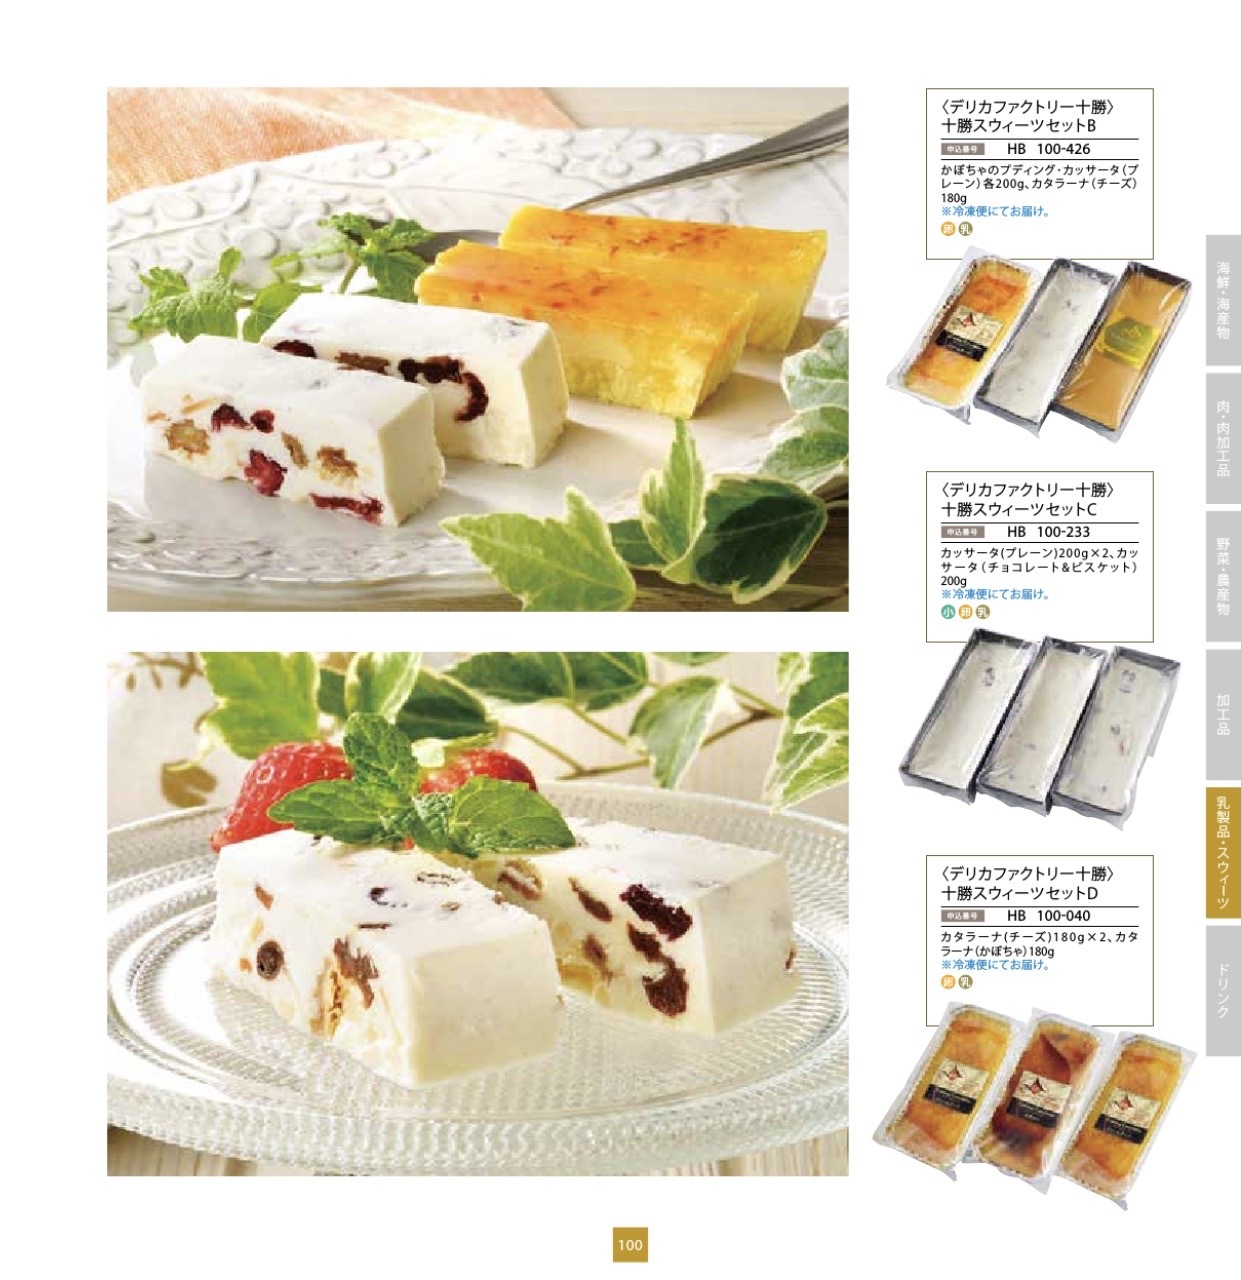 〈デリカファクトリー十勝〉
十勝スウィーツセットB
申込番号 HB 100-426
かぼちゃのプディング・カッサータ(プ
レーン)各200g、カタラーナ(チーズ)
180g
※冷凍便にてお届け。
卵 乳
〈デリカファクトリー十勝〉
十勝スウィーツセットC
申込番号 HB 100-233
カッサータ(プレーン)200g×2、カッ
サータ(チョコレート&ビスケット)
200g
※冷凍便にてお届け。
小 卵 乳
〈デリカファクトリー十勝〉
十勝スウィーツセットD
申込番号 HB 100-040
カタラーナ(チーズ)180g×2、カタ
ラーナ(かぼちゃ)180g
※冷凍便にてお届け。
卵 乳
海鮮・海産物
肉・肉加工品
野菜・農産物
加工品
乳製品・スウィーツ
ドリンク
100